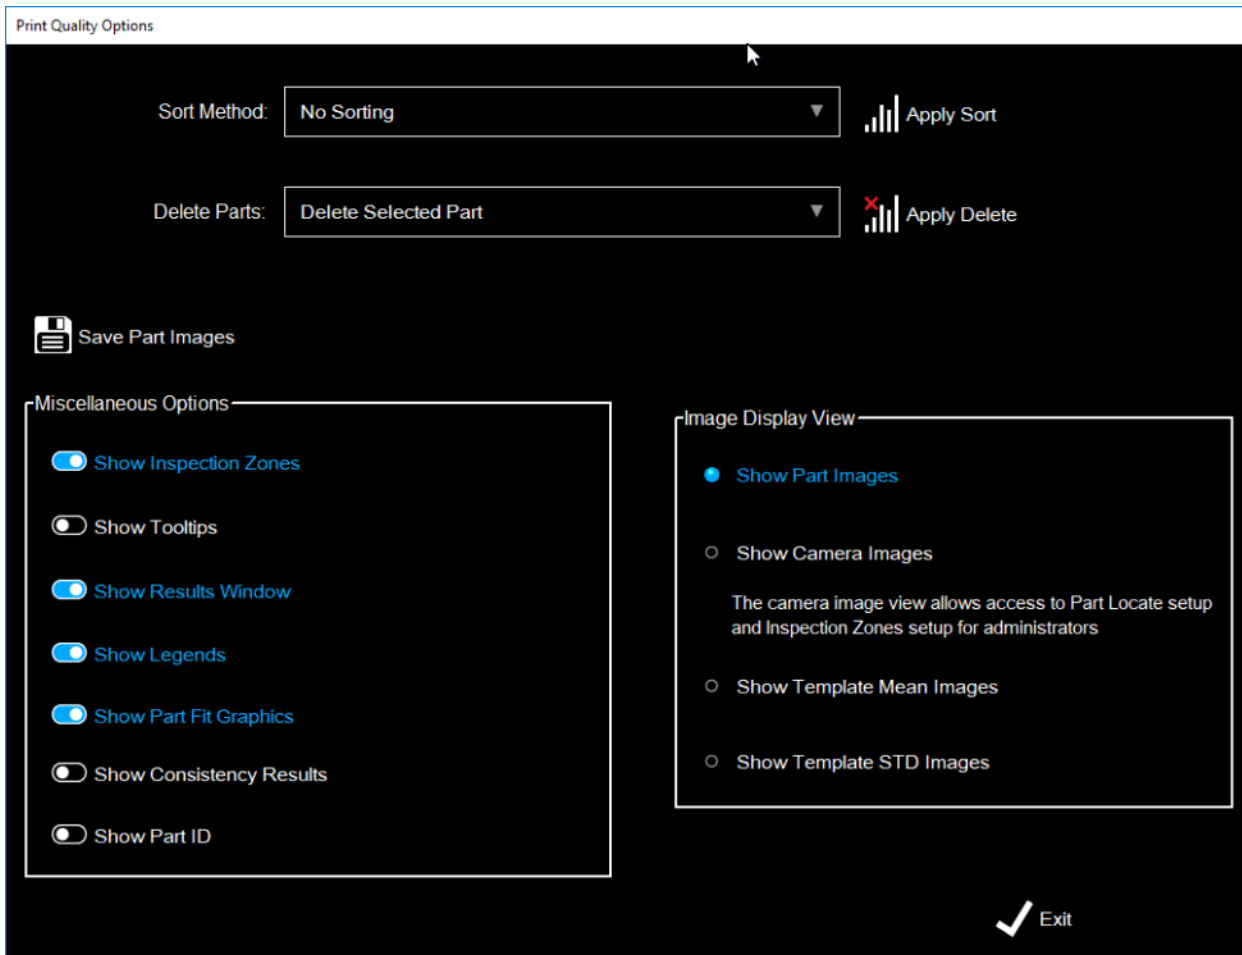 Print Quality Options
Sort Method: No Sorting Apply Sort
Delete Parts: Delete Selected Part Apply Delete
Save Part Images
Miscellaneous Options
Show Inspection Zones
Show Tooltips
Show Results Window
Show Legends
Show Part Fit Graphics
Show Consistency Results
Show Part ID
Image Display View
Show Part Images
Show Camera Images
The camera image view allows access to Part Locate setup
and Inspection Zones setup for administrators
Show Template Mean Images
Show Template STD Images
Exit